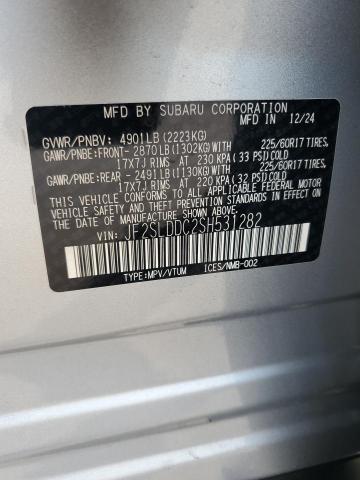 MFD BY SUBARU CORPORATION 12/24
GVWR/PNBV: 4901LB(2223KG)
GAWR/PNBE:FRONT-2870LB(1302KG)WITH 225/60R17 TIRES,
17X7J RIMS AT 230 KPA(33 PSI)COLD
GAWR/PNBE:REAR -2491LB(1130KG)WITH 225/60R17 TIRES,
17X7J RIMS AT 220 KPA(32 PSI)COLD
THIS VEHICLE CONFORMS TO ALL APPLICABLE FEDERAL MOTOR
VEHICLE SAFETY AND THEFT PREVENTION STANDARDS IN EFFECT ON
THE DATE OF MANUFACTURE SHOWN ABOVE.
VIN: JF2SLDDC2SH531282
TYPE:MPV/VTUM ICES/NMB-002